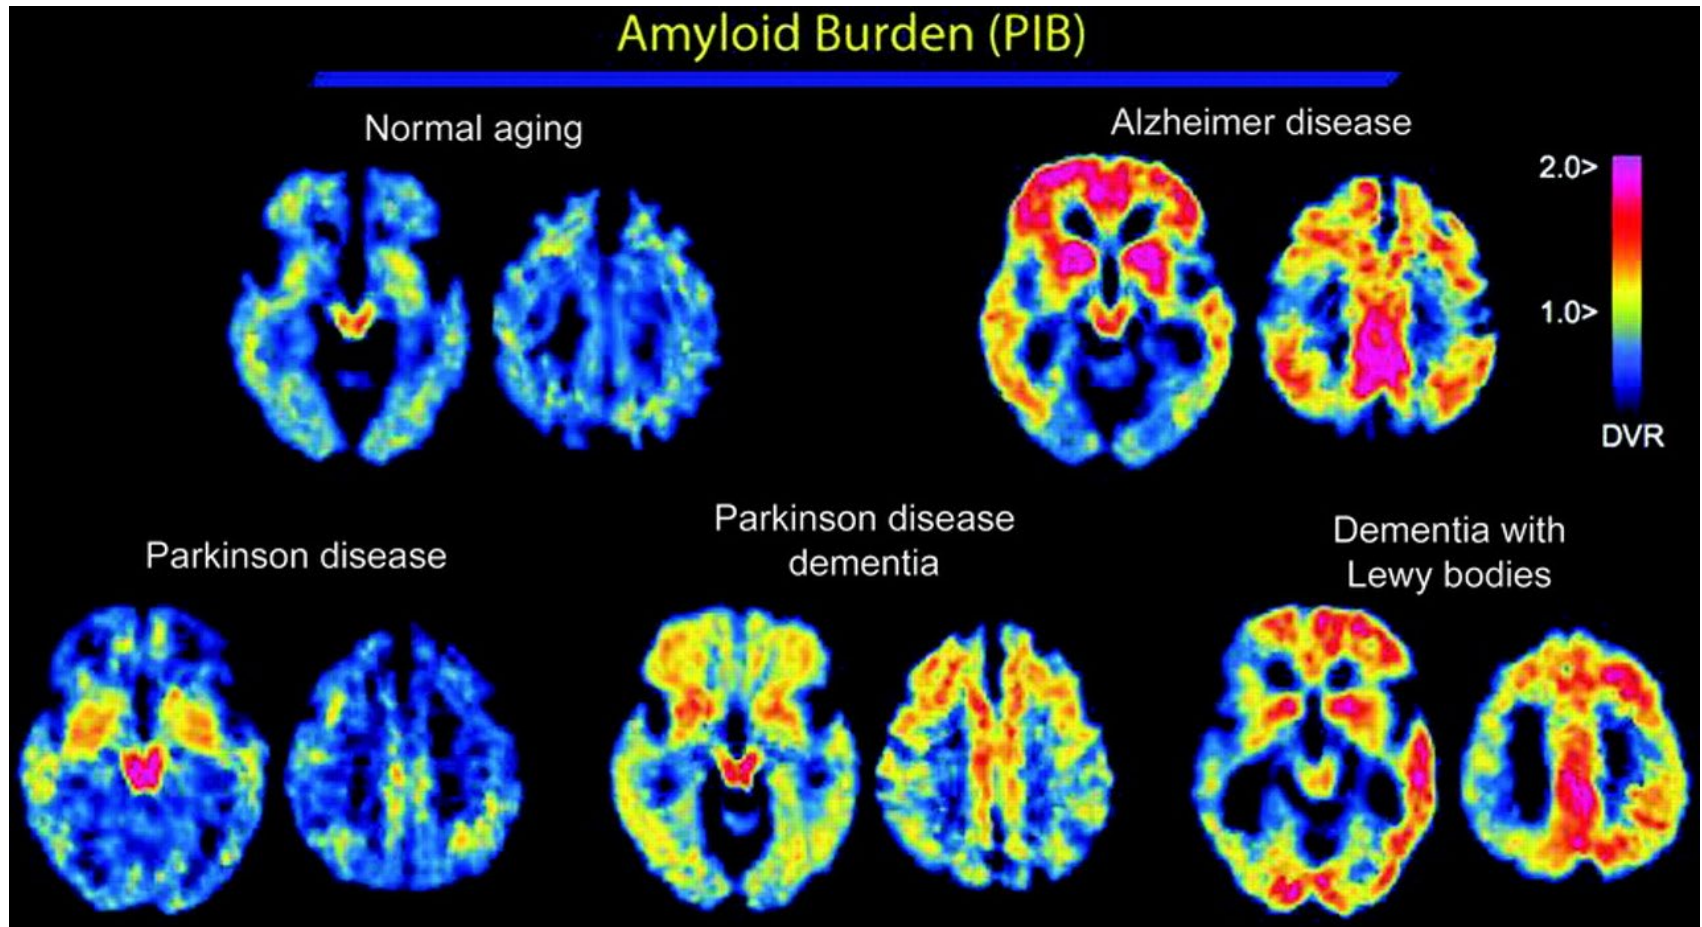 Amyloid Burden (PIB)
Normal aging
Alzheimer disease
2.0>
1.0>
DVR
Parkinson disease
Parkinson disease
dementia
Dementia with
Lewy bodies